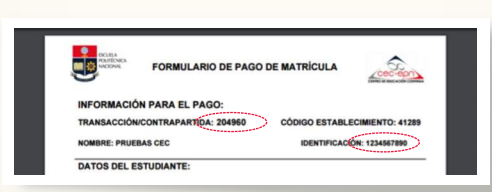 ESCUELA
POLITÉCNICA
NACIONAL
FORMULARIO DE PAGO DE MATRÍCULA
cec-epn
CENTRO DE EDUCACIÓN CONTINUA
INFORMACIÓN PARA EL PAGO:
TRANSACCIÓN/CONTRAPARTIDA: 204960 CÓDIGO ESTABLECIMIENTO: 41289
NOMBRE: PRUEBAS CEC IDENTIFICACIÓN: 1234567890
DATOS DEL ESTUDIANTE: